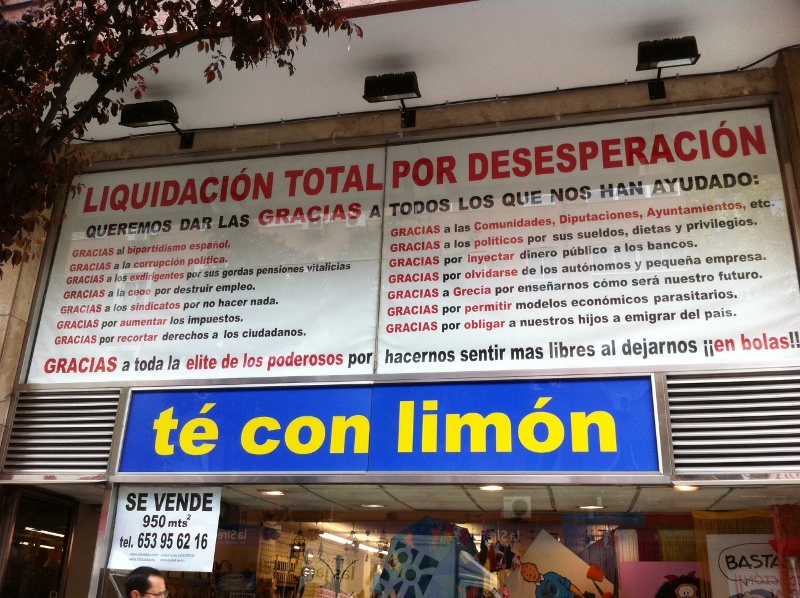 LIQUIDACIÓN TOTAL POR DESESPERACIÓN
QUEREMOS DAR LAS GRACIAS A TODOS LOS QUE NOS HAN AYUDADO:
GRACIAS al bipartidismo español.
GRACIAS a la corrupción política.
GRACIAS a los exdirigentes por sus gordas pensiones vitalicias
GRACIAS a la ceoe por destruir empleo.
GRACIAS a los sindicatos por no hacer nada.
GRACIAS por aumentar los impuestos.
GRACIAS por recortar derechos a los ciudadanos.
GRACIAS a las Comunidades, Diputaciones, Ayuntamientos, etc.
GRACIAS a los políticos por sus sueldos, dietas y privilegios.
GRACIAS por inyectar dinero público a los bancos.
GRACIAS por olvidarse de los autónomos y pequeña empresa.
GRACIAS a Grecia por enseñarnos cómo será nuestro futuro.
GRACIAS por permitir modelos económicos parasitarios.
GRACIAS por obligar a nuestros hijos a emigrar del país.
GRACIAS a toda la elite de los poderosos por hacernos sentir mas libres al dejarnos ¡¡en bolas!!
té con limón
SE VENDE
950 mts²
tel. 653 95 62 16
la Sire
BASTA